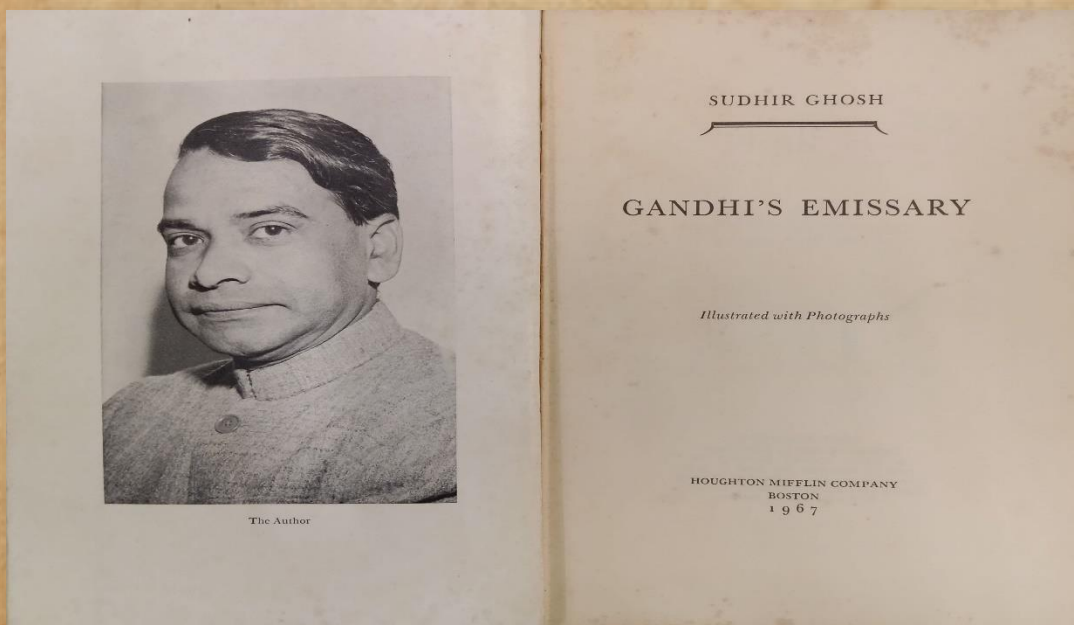 The Author
SUDHIR GHOSH
GANDHI'S EMISSARY
Illustrated with Photographs
HOUGHTON MIFFLIN COMPANY
BOSTON
1967